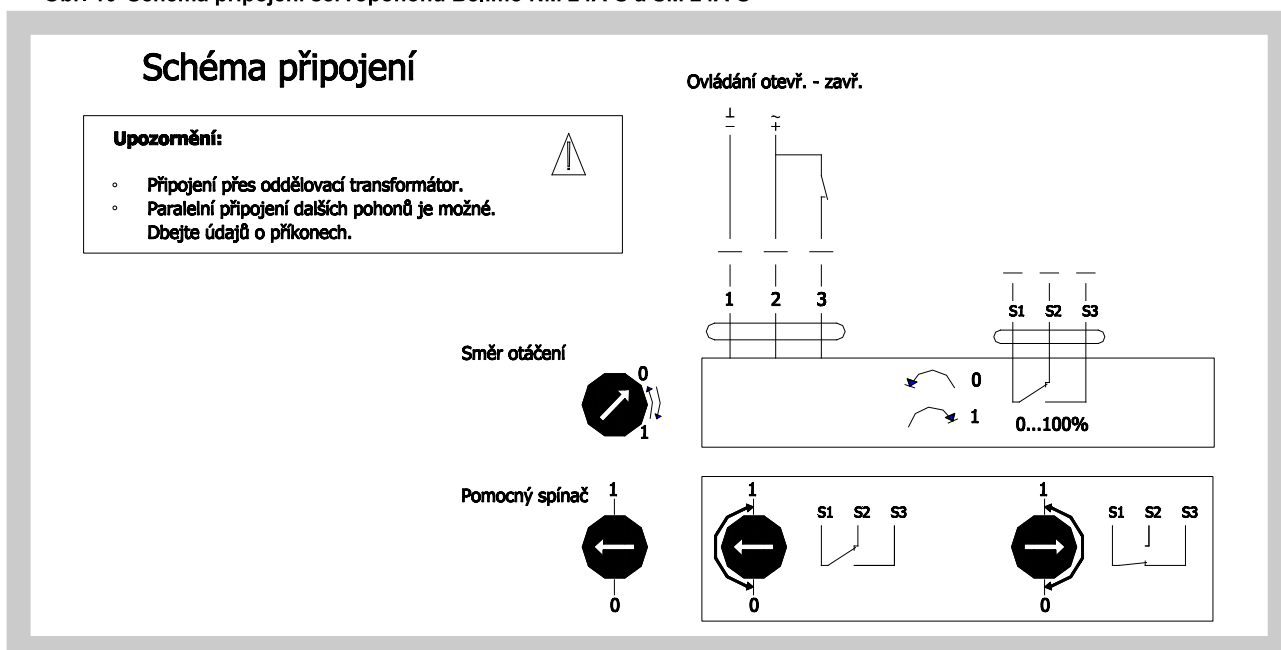 Schéma připojení
Ovládání otevř. - zavř.
Upozornění:
Připojení přes oddělovací transformátor.
Paralelní připojení dalších pohonů je možné.
Dbejte údajů o příkonech.
1 2 3
S1 S2 S3
Směr otáčení
0
1
0
1
0...100%
Pomocný spínač
1
0
1
0
S1 S2 S3
1
0
S1 S2 S3